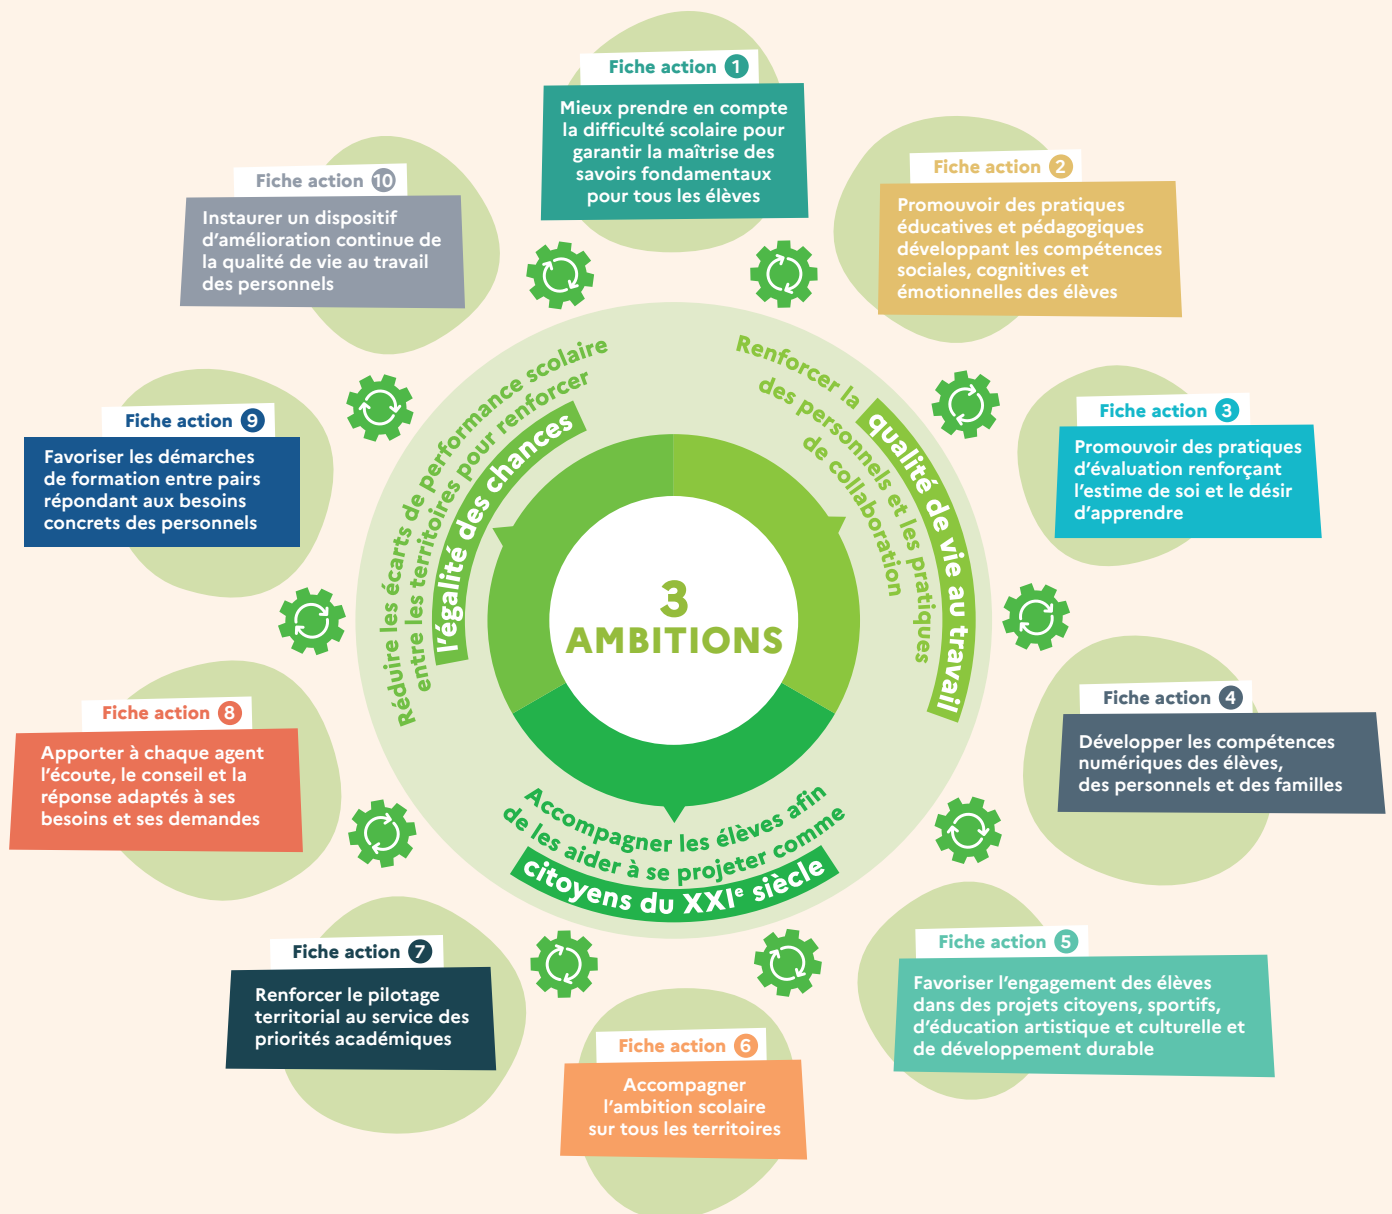 Fiche action 1
Mieux prendre en compte
la difficulté scolaire pour
garantir la maîtrise des
savoirs fondamentaux
pour tous les élèves
Fiche action 2
Promouvoir des pratiques
éducatives et pédagogiques
développant les compétences
sociales, cognitives et
émotionnelles des élèves
Fiche action 3
Promouvoir des pratiques
d'évaluation renforçant
l'estime de soi et le désir
d'apprendre
Fiche action 4
Développer les compétences
numériques des élèves,
des personnels et des familles
Fiche action 5
Favoriser l'engagement des élèves
dans des projets citoyens, sportifs,
d'éducation artistique et culturelle et
de développement durable
Fiche action 6
Accompagner
l'ambition scolaire
sur tous les territoires
Fiche action 7
Renforcer le pilotage
territorial au service des
priorités académiques
Fiche action 8
Apporter à chaque agent
l'écoute, le conseil et la
réponse adaptés à ses
besoins et ses demandes
Fiche action 9
Favoriser les démarches
de formation entre pairs
répondant aux besoins
concrets des personnels
Fiche action 10
Instaurer un dispositif
d'amélioration continue de
la qualité de vie au travail
des personnels
Réduire les écarts de performance scolaire
entre les territoires pour renforcer
l'égalité des chances
Renforcer la qualité de vie au travail
des personnels et les pratiques
de collaboration
3
AMBITIONS
Accompagner les élèves afin
de les aider à se projeter comme
citoyens du XXIe siècle